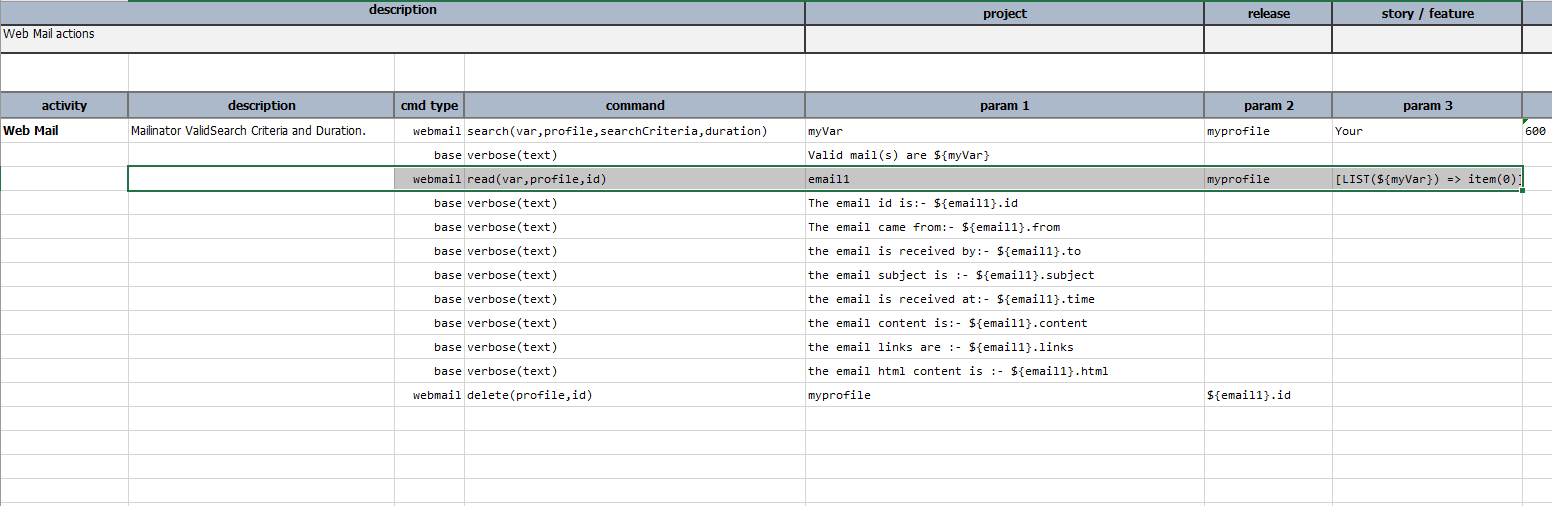 description project release story / feature
Web Mail actions
activity description cmd type command param 1 param 2 param 3
Web Mail Mailinator ValidSearch Criteria and Duration. webmail search(var,profile,searchCriteria,duration) myVar myprofile Your 600
base verbose(text) Valid mail(s) are ${myVar}
webmail read(var,profile,id) email1 myprofile [LIST(${myVar}) => item(0)]
base verbose(text) The email id is:- ${email1}.id
base verbose(text) The email came from:- ${email1}.from
base verbose(text) the email is received by:- ${email1}.to
base verbose(text) the email subject is :- ${email1}.subject
base verbose(text) the email is received at:- ${email1}.time
base verbose(text) the email content is:- ${email1}.content
base verbose(text) the email links are :- ${email1}.links
base verbose(text) the email html content is :- ${email1}.html
webmail delete(profile,id) myprofile ${email1}.id